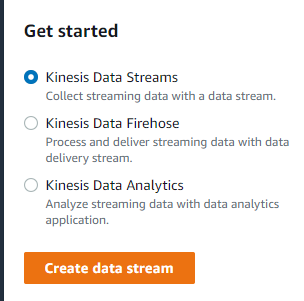 Get started
Kinesis Data Streams
Collect streaming data with a data stream.
Kinesis Data Firehose
Process and deliver streaming data with data
delivery stream.
Kinesis Data Analytics
Analyze streaming data with data analytics
application.
Create data stream